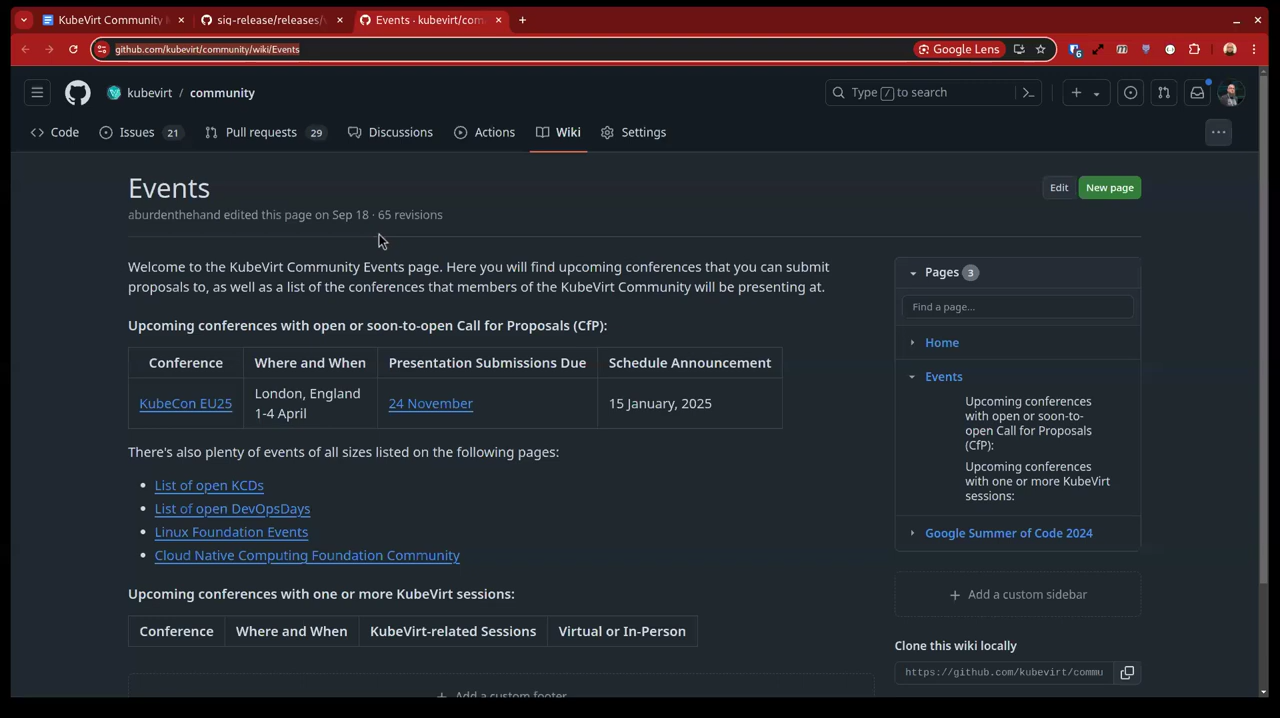 KubeVirt Community
sig-release/releases/v
Events · kubevirt/com
github.com/kubevirt/community/wiki/Events
Google Lens
6
kubevirt / community
Type / to search
Code
Issues 21
Pull requests 29
Discussions
Actions
Wiki
Settings
Events
Edit
New page
aburdenthehand edited this page on Sep 18 · 65 revisions
Welcome to the KubeVirt Community Events page. Here you will find upcoming conferences that you can submit
proposals to, as well as a list of the conferences that members of the KubeVirt Community will be presenting at.
Upcoming conferences with open or soon-to-open Call for Proposals (CfP):
Conference Where and When Presentation Submissions Due Schedule Announcement
KubeCon EU25 London, England
1-4 April 24 November 15 January, 2025
There's also plenty of events of all sizes listed on the following pages:
• List of open KCDs
• List of open DevOpsDays
• Linux Foundation Events
• Cloud Native Computing Foundation Community
Upcoming conferences with one or more KubeVirt sessions:
Conference Where and When KubeVirt-related Sessions Virtual or In-Person
+ Add a custom footer
Pages 3
Find a page...
Home
Events
Upcoming conferences
with open or soon-to-
open Call for Proposals
(CfP):
Upcoming conferences
with one or more KubeVirt
sessions:
Google Summer of Code 2024
+ Add a custom sidebar
Clone this wiki locally
https://github.com/kubevirt/commu